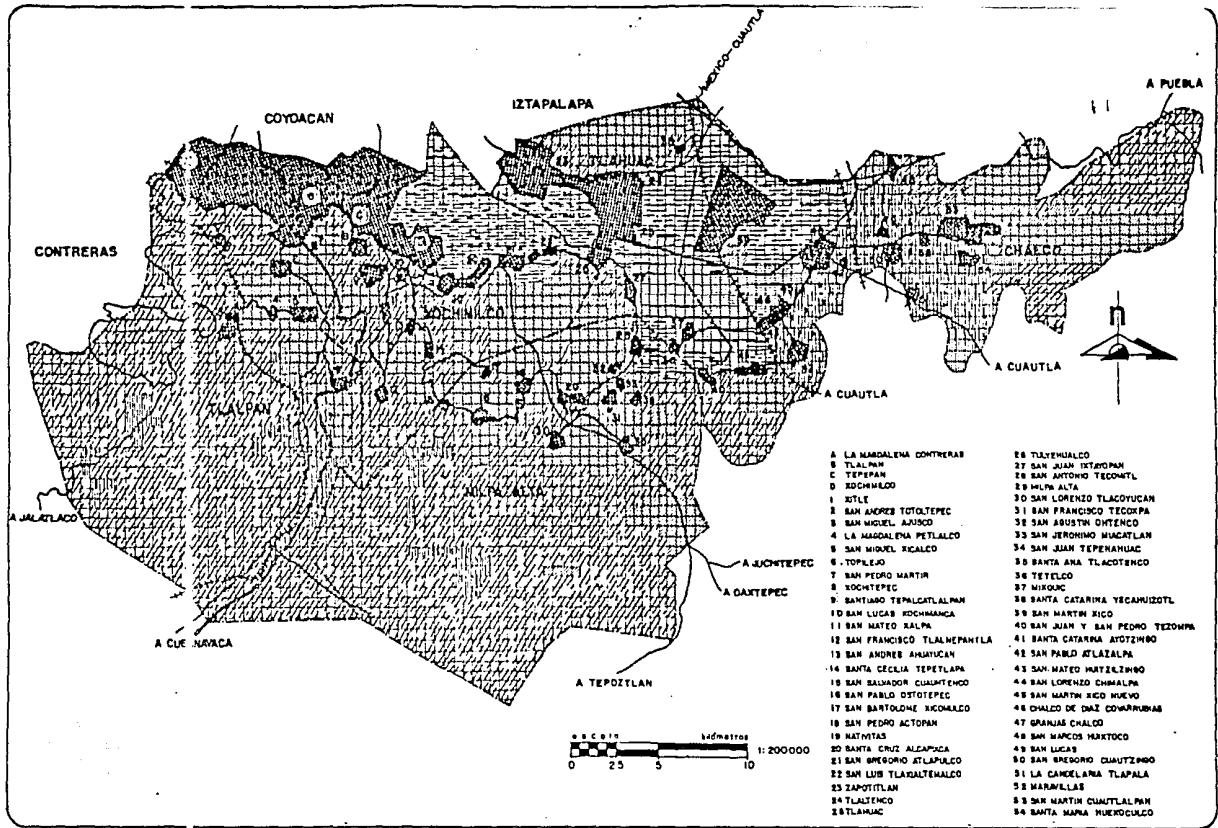 MEXICO-CUAUTLA
A PUEBLA
IZTAPALAPA
COYOACAN
TLAHUAC
CONTRERAS
CHALCO
XOCHIMILCO
n
A CUAUTLA
A CUAUTLA
TLALPAN
MILPA ALTA
A JALATLACO
A JUCHITEPEC
A OAXTEPEC
A CUERNAVACA
A TEPOZTLAN
escala kilómetros
1:200000
0 2.5 5 10
A LA MAGDALENA CONTRERAS
B TLALPAN
C TEPEPAN
D XOCHIMILCO
1 XITLE
2 SAN ANDRES TOTOLTEPEC
3 SAN MIGUEL AJUSCO
4 LA MAGDALENA PETLALCO
5 SAN MIGUEL XICALCO
6 TOPILEJO
7 SAN PEDRO MARTIR
8 XOCHITEPEC
9 SANTIAGO TEPALCATLALPAN
10 SAN LUCAS XOCHIMANCA
11 SAN MATEO XALPA
12 SAN FRANCISCO TLALNEPANTLA
13 SAN ANDRES AHUAYUCAN
14 SANTA CECILIA TEPETLAPA
15 SAN SALVADOR CUAUHTENCO
16 SAN PABLO OSTOTEPEC
17 SAN BARTOLOME XICOMULCO
18 SAN PEDRO ACTOPAN
19 NATIVITAS
20 SANTA CRUZ ALCAPIXCA
21 SAN GREGORIO ATLAPULCO
22 SAN LUIS TLAXIALTEMALCO
23 ZAPOTITLAN
24 TLALTENCO
25 TLAHUAC
26 TULYEHUALCO
27 SAN JUAN IXTAYOPAN
28 SAN ANTONIO TECOMITL
29 MILPA ALTA
30 SAN LORENZO TLACOYUCAN
31 SAN FRANCISCO TECOXPA
32 SAN AGUSTIN OHTENCO
33 SAN JERONIMO MIACATLAN
34 SAN JUAN TEPENAHUAC
35 SANTA ANA TLACOTENCO
36 TETELCO
37 MIXQUIC
38 SANTA CATARINA YECAHUIZOTL
39 SAN MARTIN XICO
40 SAN JUAN Y SAN PEDRO TEZOMPA
41 SANTA CATARINA AYOTZINGO
42 SAN PABLO ATLAZALPA
43 SAN MATEO HUITZILZINGO
44 SAN LORENZO CHIMALPA
45 SAN MARTIN XICO NUEVO
46 CHALCO DE DIAZ COVARRUBIAS
47 GRANJAS CHALCO
48 SAN MARCOS HUIXTOCO
49 SAN LUCAS
50 SAN GREGORIO CUAUTZINGO
51 LA CANDELARIA TLAPALA
52 MARAVILLAS
53 SAN MARTIN CUAUTLALPAN
54 SANTA MARIA HUEXOCULCO